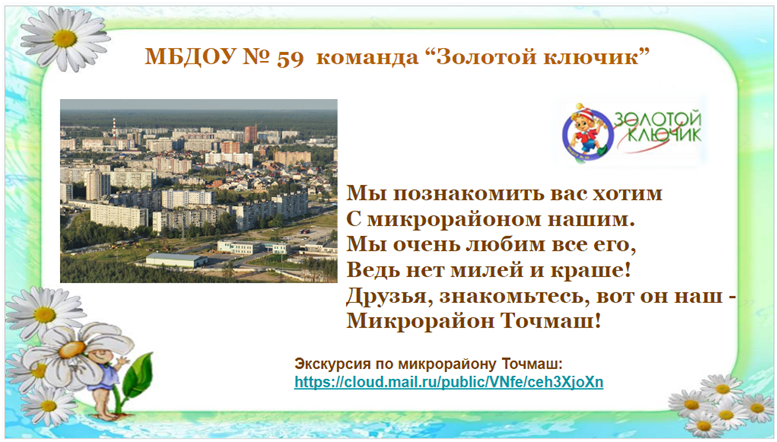 МБДОУ № 59 команда “Золотой ключик”
ЗОЛОТОЙ
КЛЮЧИК
Мы познакомить вас хотим
С микрорайоном нашим.
Мы очень любим все его,
Ведь нет милей и краше!
Друзья, знакомьтесь, вот он наш -
Микрорайон Точмаш!
Экскурсия по микрорайону Точмаш:
https://cloud.mail.ru/public/VNfe/ceh3XjoXn